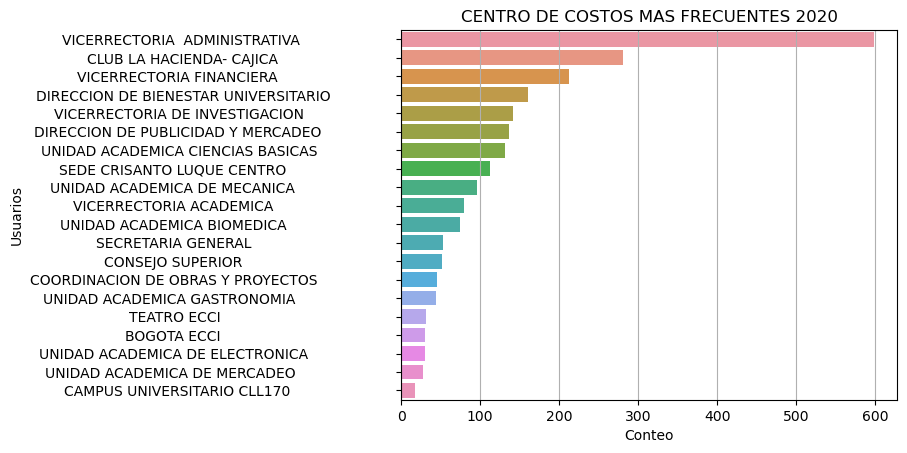 CENTRO DE COSTOS MAS FRECUENTES 2020
VICERRECTORIA  ADMINISTRATIVA
CLUB LA HACIENDA- CAJICA
VICERRECTORIA FINANCIERA
DIRECCION DE BIENESTAR UNIVERSITARIO
VICERRECTORIA DE INVESTIGACION
DIRECCION DE PUBLICIDAD Y MERCADEO
UNIDAD ACADEMICA CIENCIAS BASICAS
SEDE CRISANTO LUQUE CENTRO
UNIDAD ACADEMICA DE MECANICA
VICERRECTORIA ACADEMICA
UNIDAD ACADEMICA BIOMEDICA
SECRETARIA GENERAL
CONSEJO SUPERIOR
COORDINACION DE OBRAS Y PROYECTOS
UNIDAD ACADEMICA GASTRONOMIA
TEATRO ECCI
BOGOTA ECCI
UNIDAD ACADEMICA DE ELECTRONICA
UNIDAD ACADEMICA DE MERCADEO
CAMPUS UNIVERSITARIO CLL170
Usuarios
0 100 200 300 400 500 600
Conteo